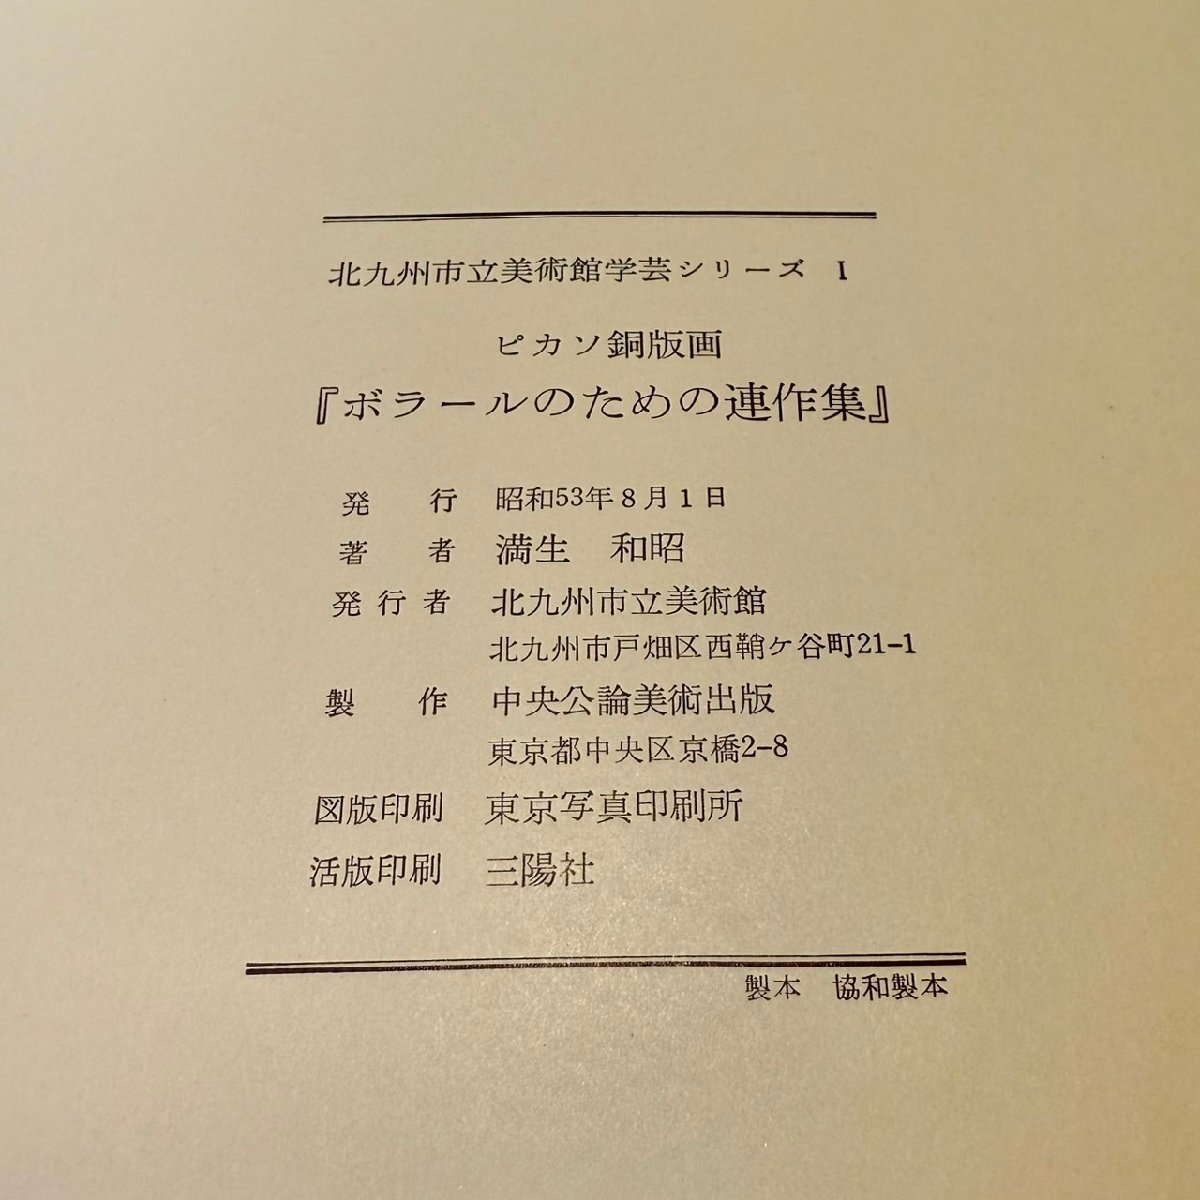 北九州市立美術館学芸シリーズ I
ピカソ銅版画
『ボラールのための連作集』
発行 昭和53年8月1日
著者 満生 和昭
発行者 北九州市立美術館
北九州市戸畑区西鞘ケ谷町21-1
製作 中央公論美術出版
東京都中央区京橋2-8
図版印刷 東京写真印刷所
活版印刷 三陽社
製本 協和製本